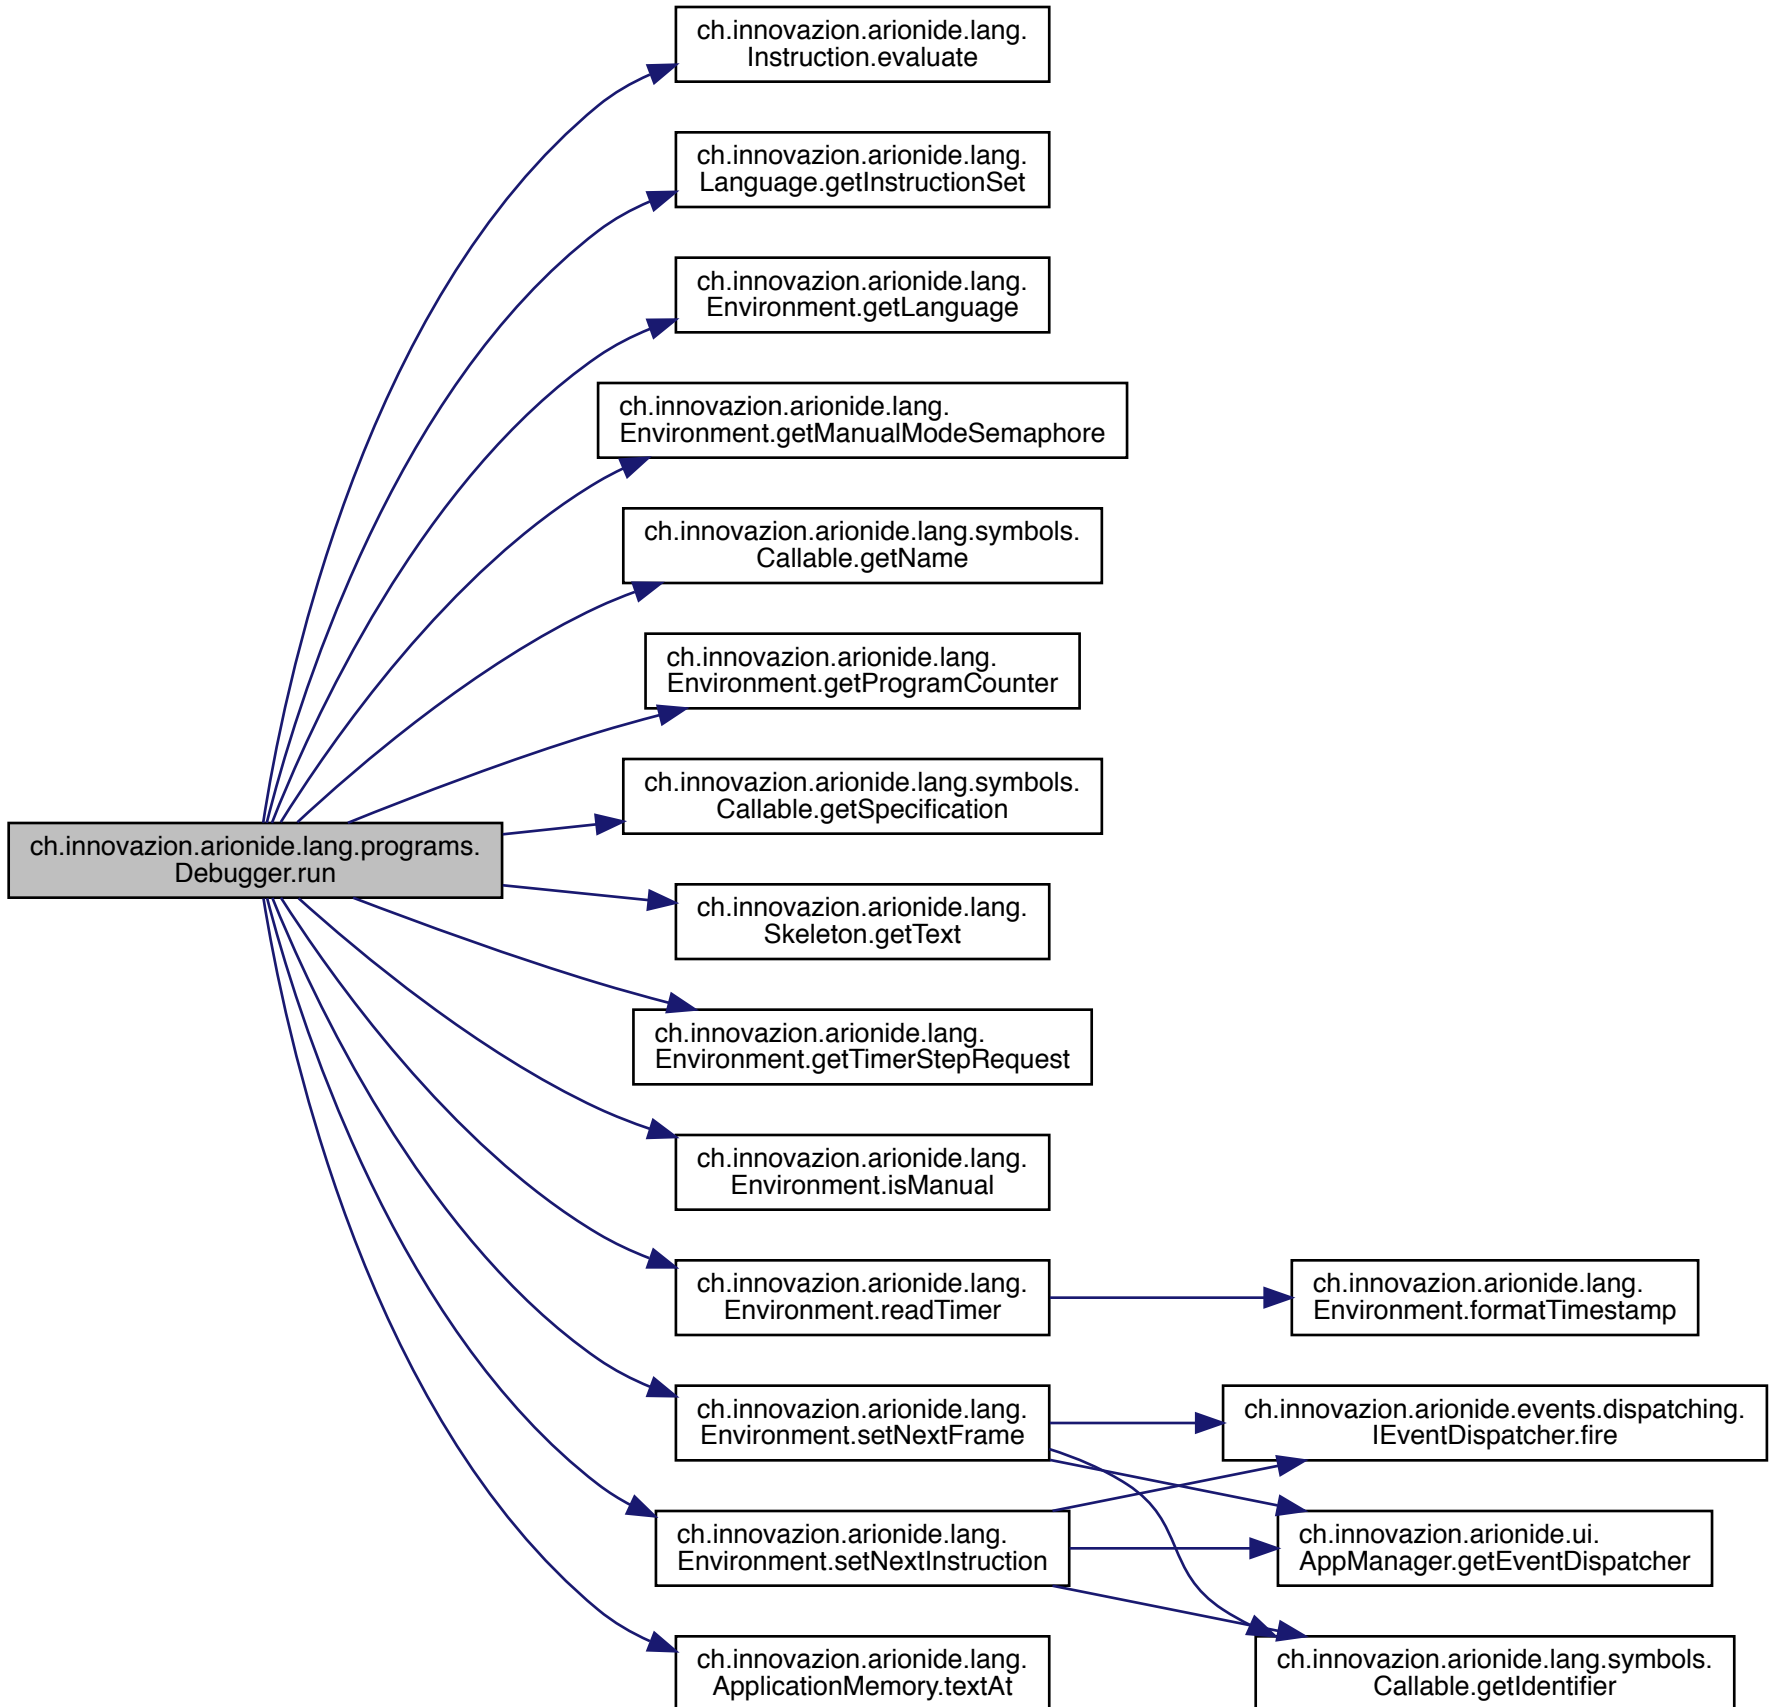 ch.innovazion.arionide.lang.
Instruction.evaluate
ch.innovazion.arionide.lang.
Language.getInstructionSet
ch.innovazion.arionide.lang.
Environment.getLanguage
ch.innovazion.arionide.lang.
Environment.getManualModeSemaphore
ch.innovazion.arionide.lang.symbols.
Callable.getName
ch.innovazion.arionide.lang.
Environment.getProgramCounter
ch.innovazion.arionide.lang.symbols.
Callable.getSpecification
ch.innovazion.arionide.lang.programs.
Debugger.run
ch.innovazion.arionide.lang.
Skeleton.getText
ch.innovazion.arionide.lang.
Environment.getTimerStepRequest
ch.innovazion.arionide.lang.
Environment.isManual
ch.innovazion.arionide.lang.
Environment.readTimer
ch.innovazion.arionide.lang.
Environment.formatTimestamp
ch.innovazion.arionide.lang.
Environment.setNextFrame
ch.innovazion.arionide.events.dispatching.
IEventDispatcher.fire
ch.innovazion.arionide.lang.
Environment.setNextInstruction
ch.innovazion.arionide.ui.
AppManager.getEventDispatcher
ch.innovazion.arionide.lang.
ApplicationMemory.textAt
ch.innovazion.arionide.lang.symbols.
Callable.getIdentifier